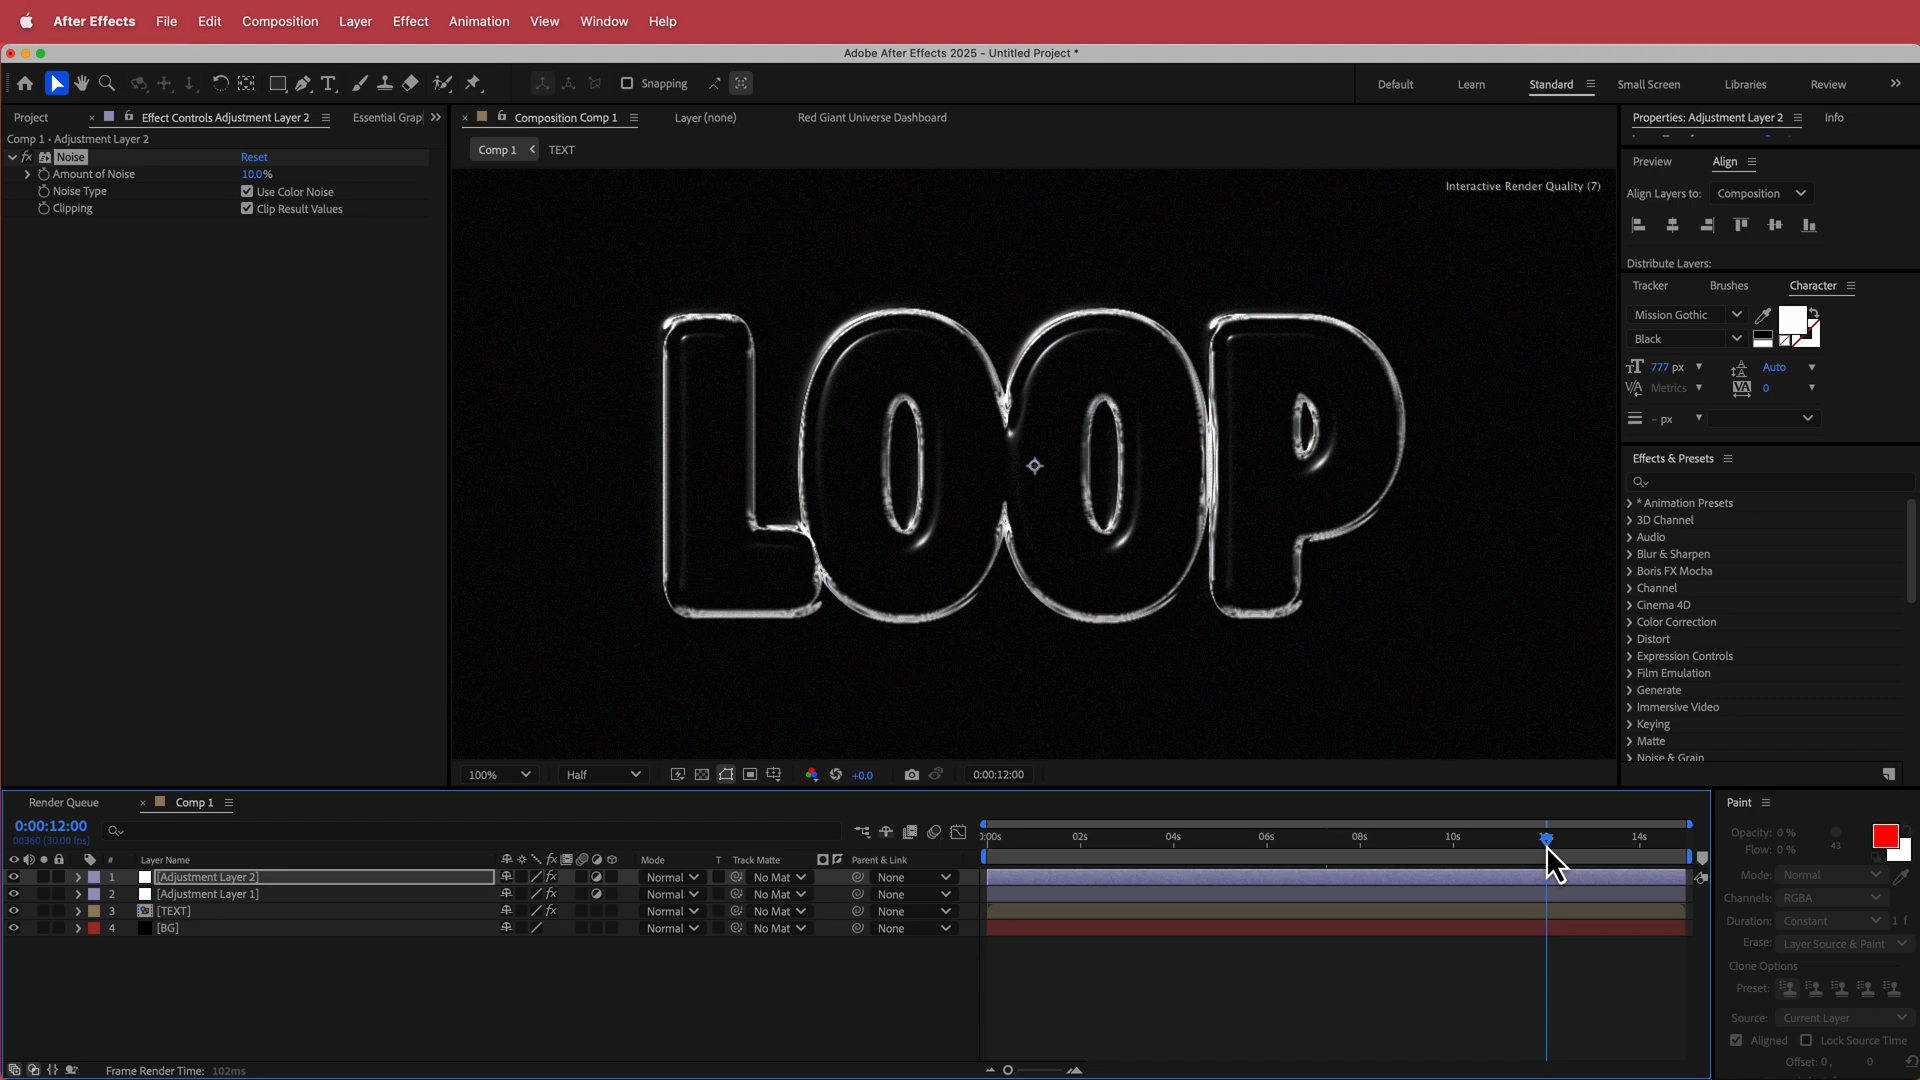 After Effects File Edit Composition Layer Effect Animation View Window Help
Adobe After Effects 2025 - Untitled Project *
Snapping Default Learn Standard Small Screen Libraries Review
Project Effect Controls Adjustment Layer 2 Essential Grap
Comp 1 • Adjustment Layer 2
fx Noise Reset
Amount of Noise 10.0%
Noise Type Use Color Noise
Clipping Clip Result Values
Composition Comp 1 Layer (none) Red Giant Universe Dashboard
Comp 1 TEXT
Interactive Render Quality (7)
LOOP
100% Half +0.0 0:00:12:00
Properties: Adjustment Layer 2 Info
Preview Align
Align Layers to: Composition
Distribute Layers:
Tracker Brushes Character
Mission Gothic
Black
777 px Auto
Metrics 0
- px
Effects & Presets
* Animation Presets
3D Channel
Audio
Blur & Sharpen
Boris FX Mocha
Channel
Cinema 4D
Color Correction
Distort
Expression Controls
Film Emulation
Generate
Immersive Video
Keying
Matte
Noise & Grain
Render Queue Comp 1
0:00:12:00
00360 (30.00 fps)
# Layer Name Mode T Track Matte Parent & Link
1 [Adjustment Layer 2] Normal No Mat None
2 [Adjustment Layer 1] Normal No Mat None
3 [TEXT] Normal No Mat None
4 [BG] Normal No Mat None
0:00s 02s 04s 06s 08s 10s 14s
Frame Render Time: 102ms
Paint
Opacity: 0 %
Flow: 0 % 43
Mode: Normal
Channels: RGBA
Duration: Constant 1 f
Erase: Layer Source & Paint
Clone Options
Preset:
Source: Current Layer
Aligned Lock Source Time
Offset: 0, 0